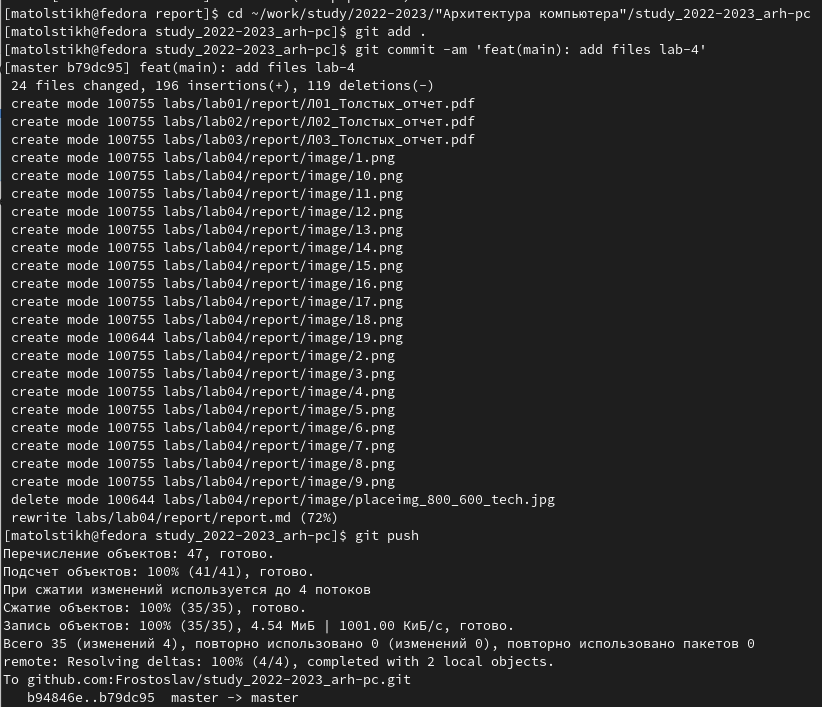 [matolstikh@fedora report]$ cd ~/work/study/2022-2023/"Архитектура компьютера"/study_2022-2023_arh-pc
[matolstikh@fedora study_2022-2023_arh-pc]$ git add .
[matolstikh@fedora study_2022-2023_arh-pc]$ git commit -am 'feat(main): add files lab-4'
[master b79dc95] feat(main): add files lab-4
 24 files changed, 196 insertions(+), 119 deletions(-)
 create mode 100755 labs/lab01/report/Л01_Толстых_отчет.pdf
 create mode 100755 labs/lab02/report/Л02_Толстых_отчет.pdf
 create mode 100755 labs/lab03/report/Л03_Толстых_отчет.pdf
 create mode 100755 labs/lab04/report/image/1.png
 create mode 100755 labs/lab04/report/image/10.png
 create mode 100755 labs/lab04/report/image/11.png
 create mode 100755 labs/lab04/report/image/12.png
 create mode 100755 labs/lab04/report/image/13.png
 create mode 100755 labs/lab04/report/image/14.png
 create mode 100755 labs/lab04/report/image/15.png
 create mode 100755 labs/lab04/report/image/16.png
 create mode 100755 labs/lab04/report/image/17.png
 create mode 100755 labs/lab04/report/image/18.png
 create mode 100644 labs/lab04/report/image/19.png
 create mode 100755 labs/lab04/report/image/2.png
 create mode 100755 labs/lab04/report/image/3.png
 create mode 100755 labs/lab04/report/image/4.png
 create mode 100755 labs/lab04/report/image/5.png
 create mode 100755 labs/lab04/report/image/6.png
 create mode 100755 labs/lab04/report/image/7.png
 create mode 100755 labs/lab04/report/image/8.png
 create mode 100755 labs/lab04/report/image/9.png
 delete mode 100644 labs/lab04/report/image/placeimg_800_600_tech.jpg
 rewrite labs/lab04/report/report.md (72%)
[matolstikh@fedora study_2022-2023_arh-pc]$ git push
Перечисление объектов: 47, готово.
Подсчет объектов: 100% (41/41), готово.
При сжатии изменений используется до 4 потоков
Сжатие объектов: 100% (35/35), готово.
Запись объектов: 100% (35/35), 4.54 МиБ | 1001.00 КиБ/с, готово.
Всего 35 (изменений 4), повторно использовано 0 (изменений 0), повторно использовано пакетов 0
remote: Resolving deltas: 100% (4/4), completed with 2 local objects.
To github.com:Frostoslav/study_2022-2023_arh-pc.git
   b94846e..b79dc95  master -> master